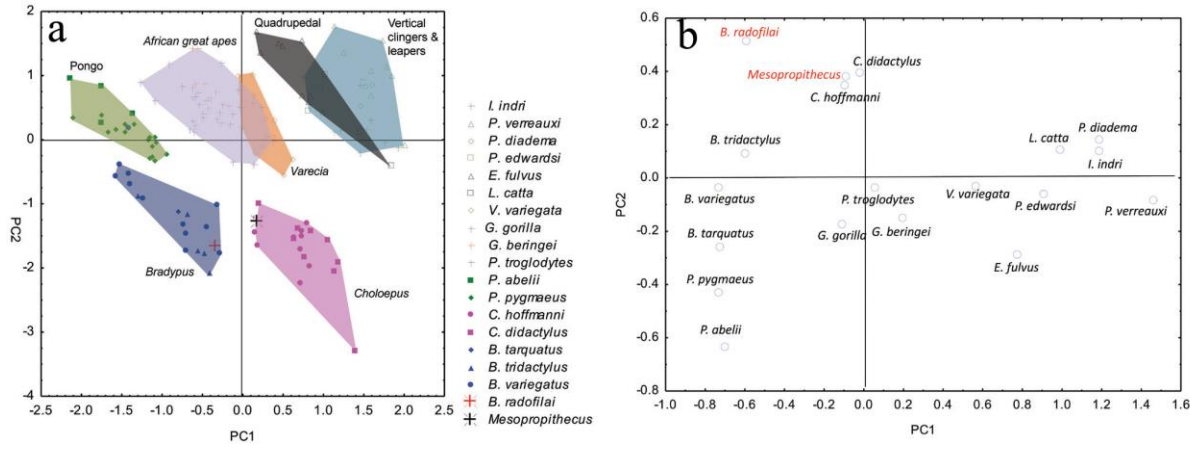 a
Pongo
African great apes
Quadrupedal
Vertical
clingers &
leapers
Varecia
Bradypus
Choloepus
2
1
0
-1
-2
-3
-4
PC2
-2.5 -2.0 -1.5 -1.0 -0.5 0.0 0.5 1.0 1.5 2.0 2.5
PC1
I. indri
P. verreauxi
P. diadema
P. edwardsi
E. fulvus
L. catta
V. variegata
G. gorilla
G. beringei
P. troglodytes
P. abelii
P. pygmaeus
C. hoffmanni
C. didactylus
B. tarquatus
B. tridactylus
B. variegatus
B. radofilai
Mesopropithecus
b
0.6
0.4
0.2
0.0
-0.2
-0.4
-0.6
-0.8
PC2
B. radofilai
C. didactylus
Mesopropithecus
C. hoffmanni
P. diadema
L. catta
B. tridactylus
I. indri
B. variegatus
P. troglodytes
V. variegata
P. edwardsi
P. verreauxi
B. tarquatus
G. gorilla
G. beringei
E. fulvus
P. pygmaeus
P. abelii
-1.0 -0.8 -0.6 -0.4 -0.2 0.0 0.2 0.4 0.6 0.8 1.0 1.2 1.4 1.6
PC1